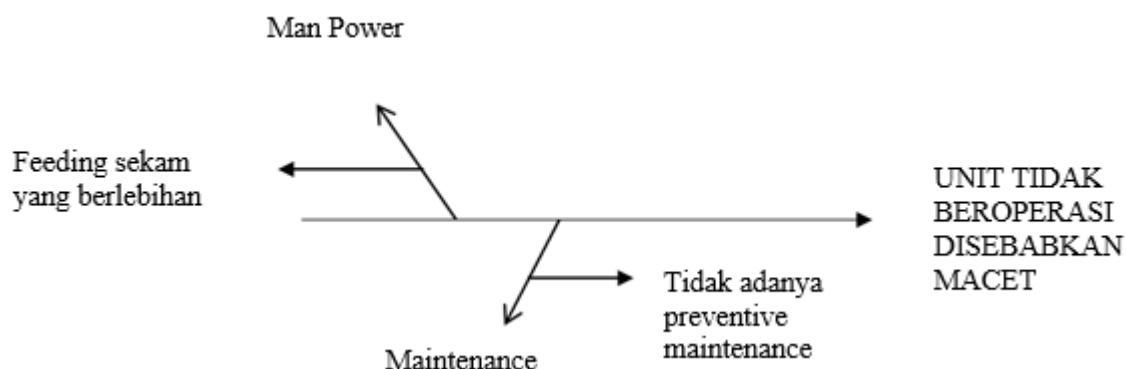 Man Power
Feeding sekam
yang berlebihan
UNIT TIDAK
BEROPERASI
DISEBABKAN
MACET
Tidak adanya
preventive
maintenance
Maintenance